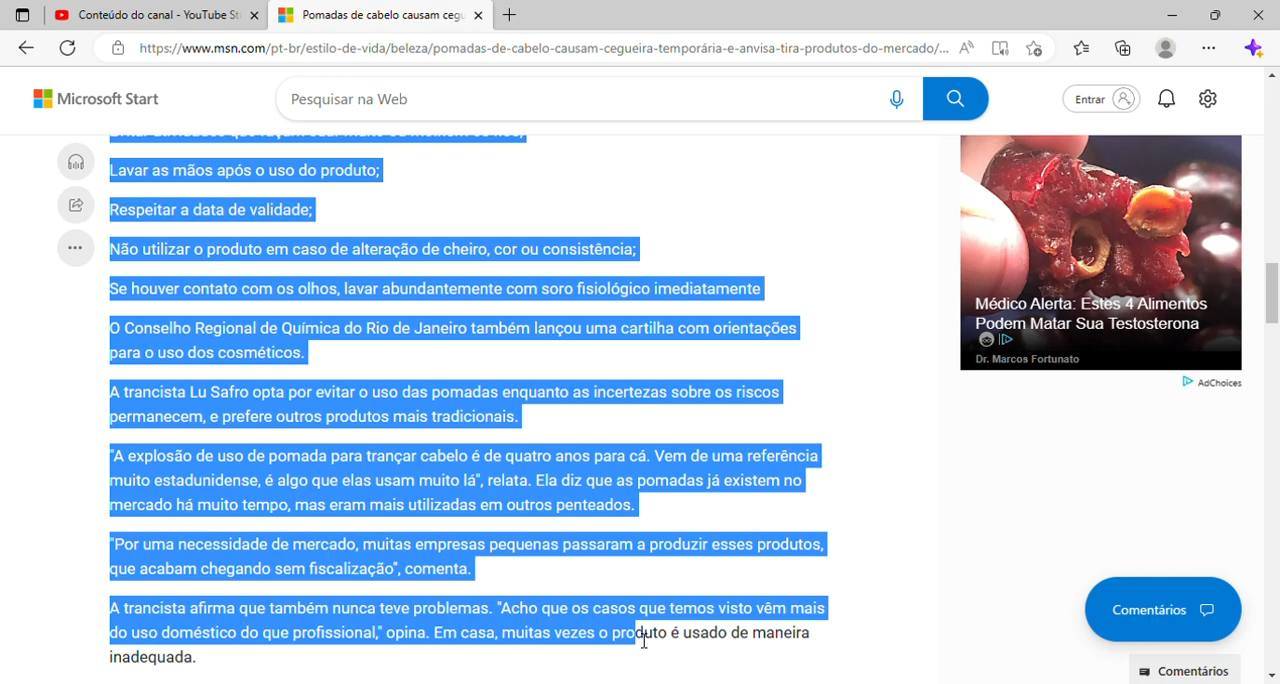 Conteúdo do canal - YouTube St
Pomadas de cabelo causam cegu
https://www.msn.com/pt-br/estilo-de-vida/beleza/pomadas-de-cabelo-causam-cegueira-temporária-e-anvisa-tira-produtos-do-mercado/...
Microsoft Start
Pesquisar na Web
Entrar
Lavar as mãos após o uso do produto;
Respeitar a data de validade;
Não utilizar o produto em caso de alteração de cheiro, cor ou consistência;
Se houver contato com os olhos, lavar abundantemente com soro fisiológico imediatamente
O Conselho Regional de Química do Rio de Janeiro também lançou uma cartilha com orientações
para o uso dos cosméticos.
A trancista Lu Safro opta por evitar o uso das pomadas enquanto as incertezas sobre os riscos
permanecem, e prefere outros produtos mais tradicionais.
"A explosão de uso de pomada para trançar cabelo é de quatro anos para cá. Vem de uma referência
muito estadunidense, é algo que elas usam muito lá", relata. Ela diz que as pomadas já existem no
mercado há muito tempo, mas eram mais utilizadas em outros penteados.
"Por uma necessidade de mercado, muitas empresas pequenas passaram a produzir esses produtos,
que acabam chegando sem fiscalização", comenta.
A trancista afirma que também nunca teve problemas. "Acho que os casos que temos visto vêm mais
do uso doméstico do que profissional," opina. Em casa, muitas vezes o produto é usado de maneira
inadequada.
Médico Alerta: Estes 4 Alimentos
Podem Matar Sua Testosterona
Dr. Marcos Fortunato
AdChoices
Comentários
Comentários